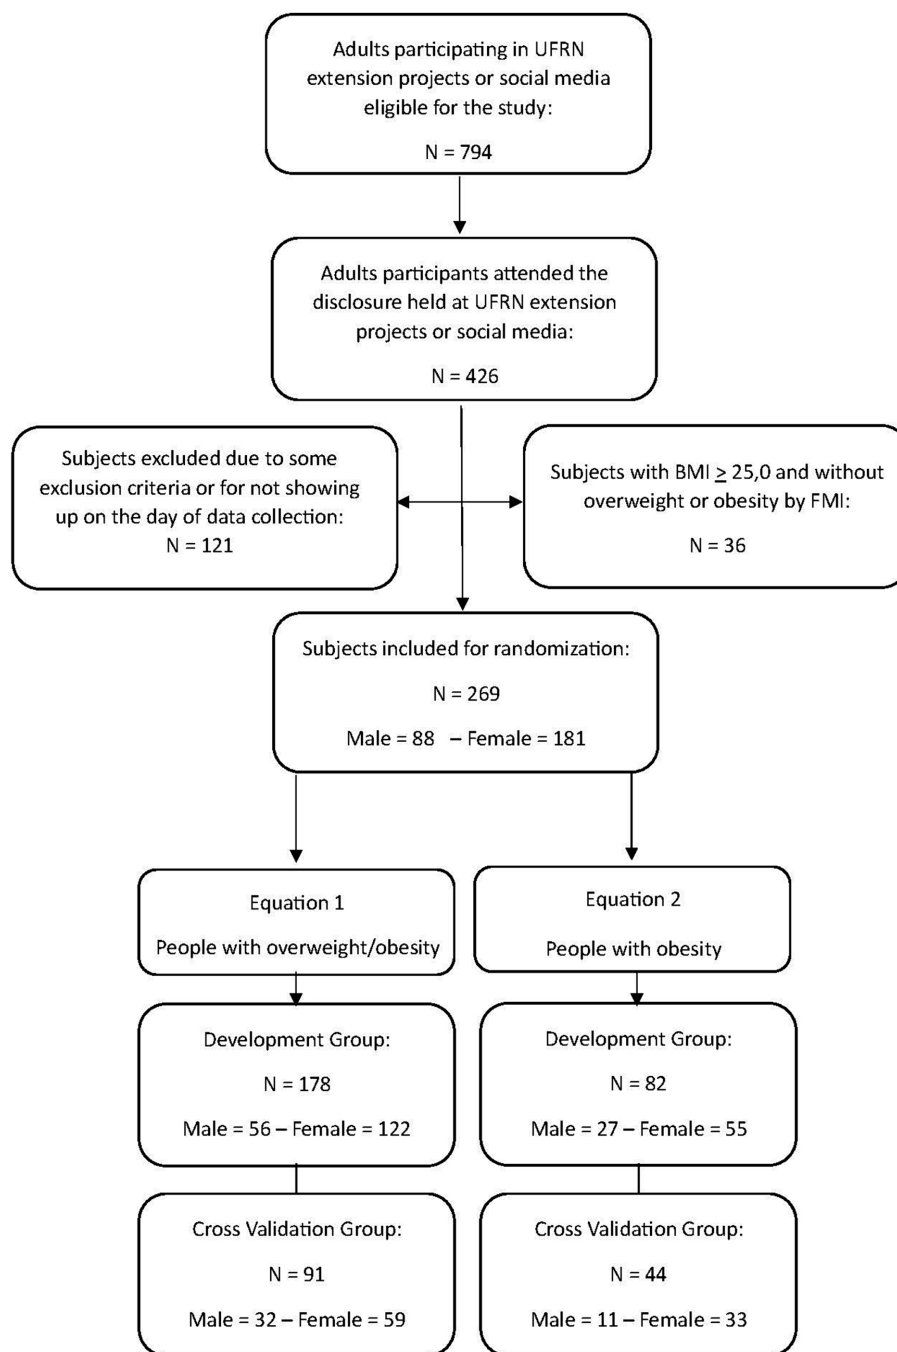 Adults participating in UFRN
extension projects or social media
eligible for the study:
N = 794
Adults participants attended the
disclosure held at UFRN extension
projects or social media:
N = 426
Subjects excluded due to some
exclusion criteria or for not showing
up on the day of data collection:
N = 121
Subjects with BMI ≥ 25,0 and without
overweight or obesity by FMI:
N = 36
Subjects included for randomization:
N = 269
Male = 88 – Female = 181
Equation 1
People with overweight/obesity
Equation 2
People with obesity
Development Group:
N = 178
Male = 56 – Female = 122
Development Group:
N = 82
Male = 27 – Female = 55
Cross Validation Group:
N = 91
Male = 32 – Female = 59
Cross Validation Group:
N = 44
Male = 11 – Female = 33